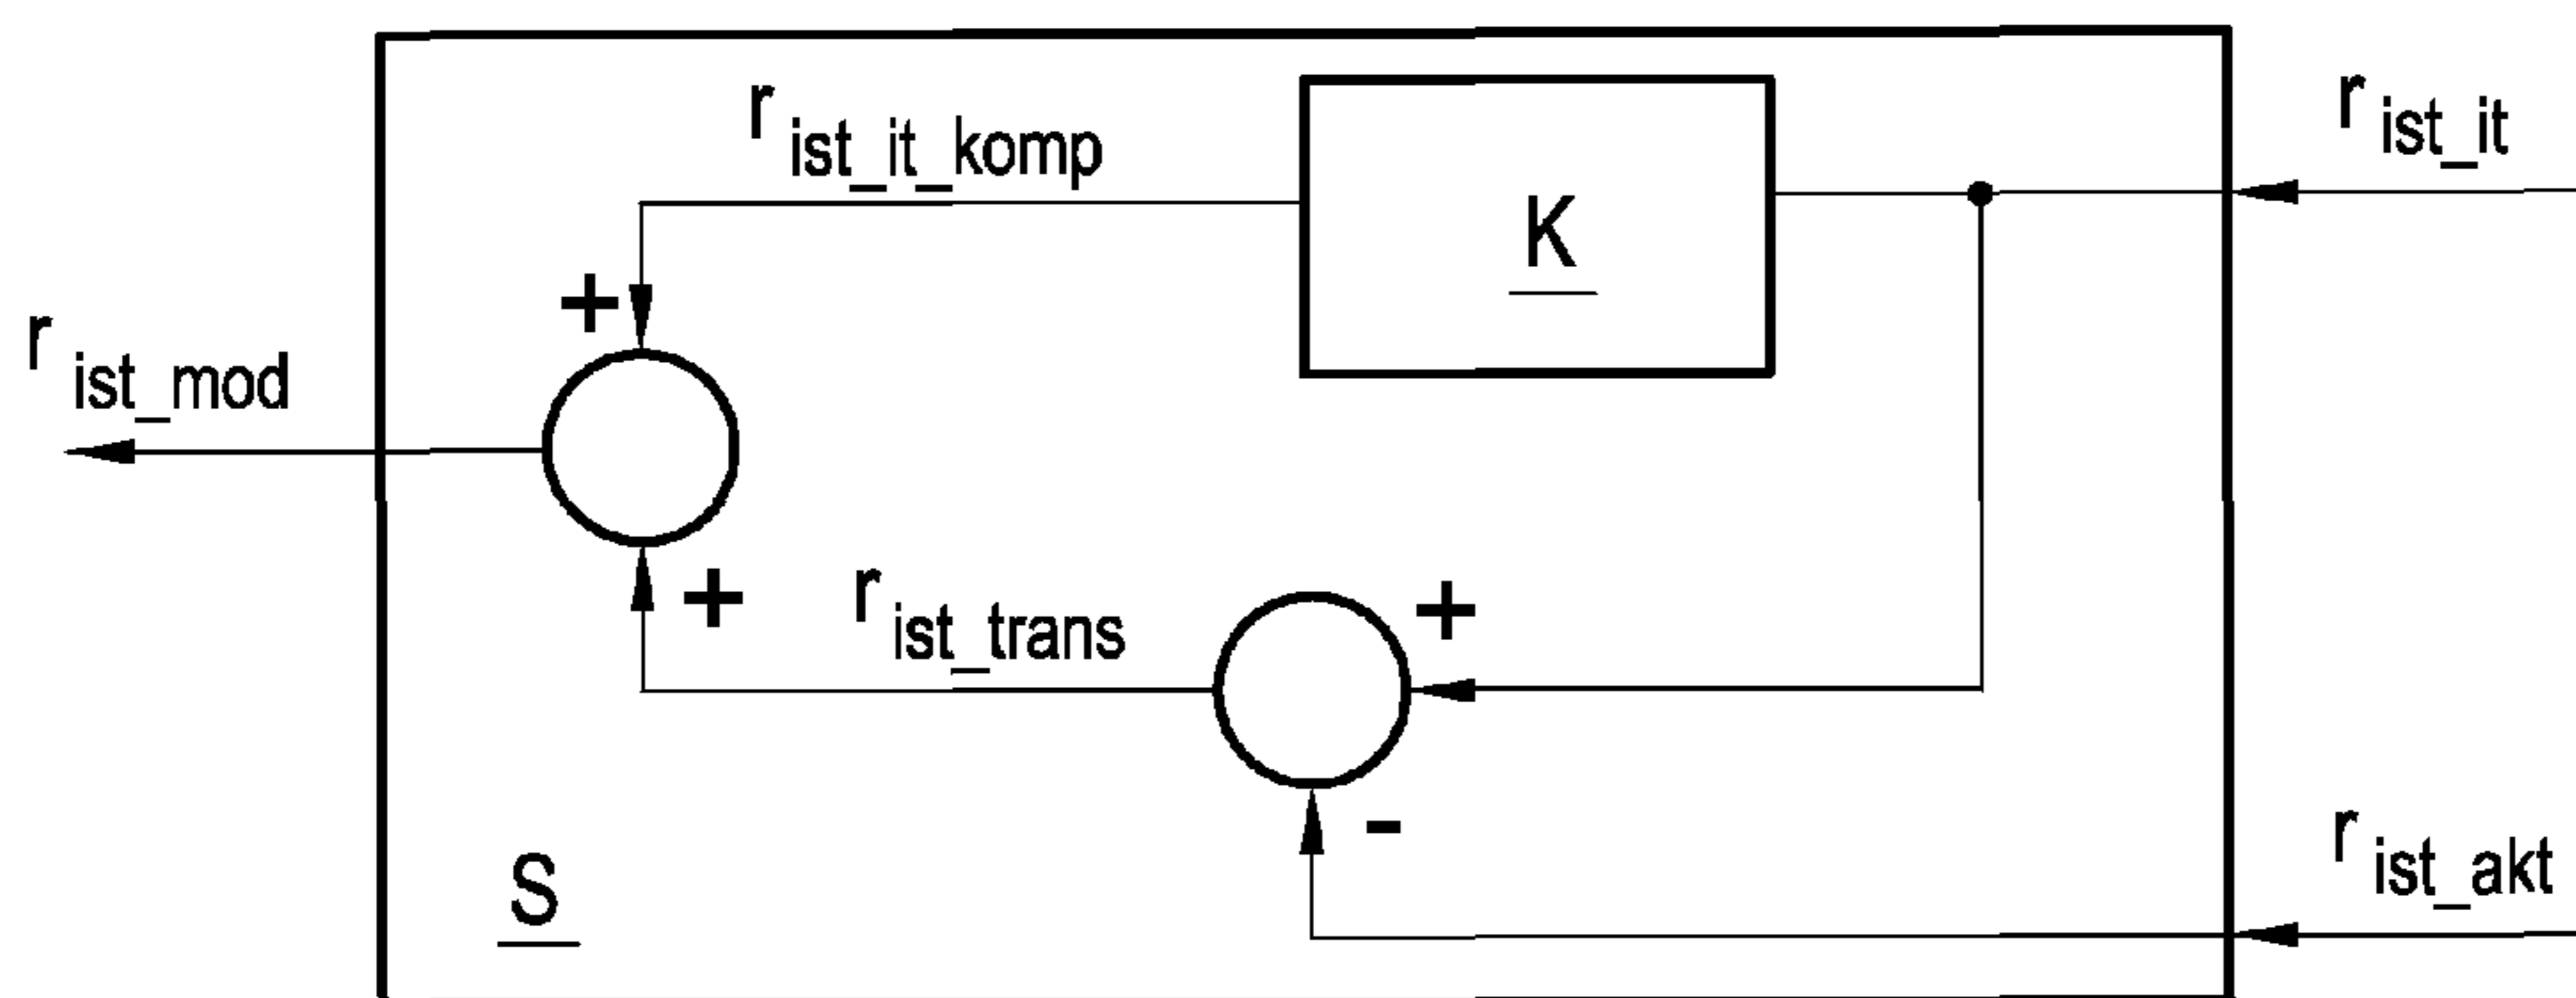 r ist_it_komp
r ist_it
K
+
r ist_mod
+
r ist_trans
+
-
r ist_akt
S